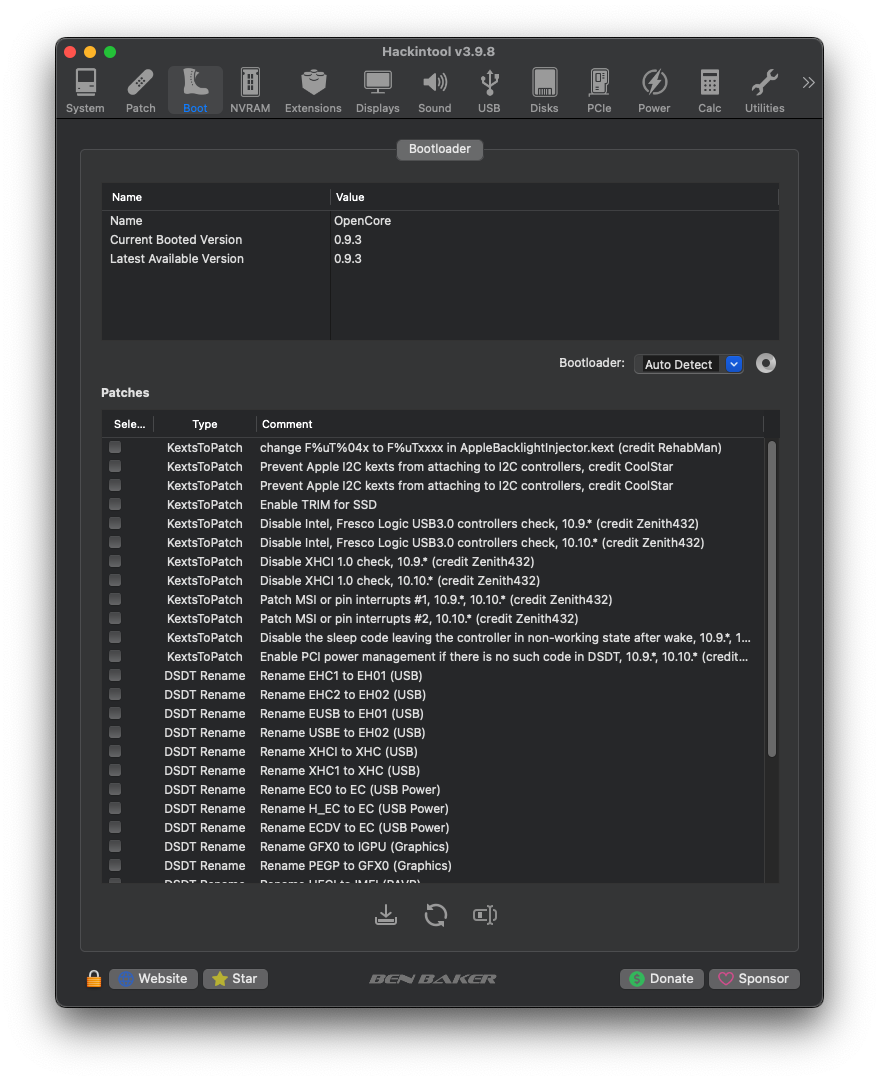 Hackintool v3.9.8
System Patch Boot NVRAM Extensions Displays Sound USB Disks PCIe Power Calc Utilities
Bootloader
Name Value
Name OpenCore
Current Booted Version 0.9.3
Latest Available Version 0.9.3
Bootloader: Auto Detect
Patches
Sele... Type Comment
KextsToPatch change F%uT%04x to F%uTxxxx in AppleBacklightInjector.kext (credit RehabMan)
KextsToPatch Prevent Apple I2C kexts from attaching to I2C controllers, credit CoolStar
KextsToPatch Prevent Apple I2C kexts from attaching to I2C controllers, credit CoolStar
KextsToPatch Enable TRIM for SSD
KextsToPatch Disable Intel, Fresco Logic USB3.0 controllers check, 10.9.* (credit Zenith432)
KextsToPatch Disable Intel, Fresco Logic USB3.0 controllers check, 10.10.* (credit Zenith432)
KextsToPatch Disable XHCI 1.0 check, 10.9.* (credit Zenith432)
KextsToPatch Disable XHCI 1.0 check, 10.10.* (credit Zenith432)
KextsToPatch Patch MSI or pin interrupts #1, 10.9.*, 10.10.* (credit Zenith432)
KextsToPatch Patch MSI or pin interrupts #2, 10.10.* (credit Zenith432)
KextsToPatch Disable the sleep code leaving the controller in non-working state after wake, 10.9.*, 1...
KextsToPatch Enable PCI power management if there is no such code in DSDT, 10.9.*, 10.10.* (credit...
DSDT Rename Rename EHC1 to EH01 (USB)
DSDT Rename Rename EHC2 to EH02 (USB)
DSDT Rename Rename EUSB to EH01 (USB)
DSDT Rename Rename USBE to EH02 (USB)
DSDT Rename Rename XHCI to XHC (USB)
DSDT Rename Rename XHC1 to XHC (USB)
DSDT Rename Rename EC0 to EC (USB Power)
DSDT Rename Rename H_EC to EC (USB Power)
DSDT Rename Rename ECDV to EC (USB Power)
DSDT Rename Rename GFX0 to IGPU (Graphics)
DSDT Rename Rename PEGP to GFX0 (Graphics)
DSDT Rename Rename
Website Star BEN BAKER Donate Sponsor